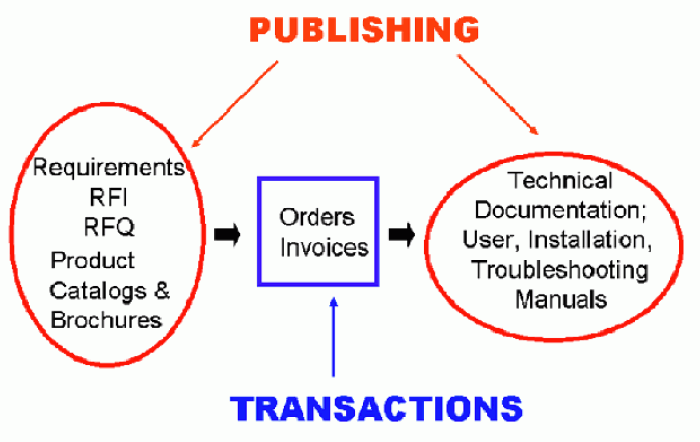 PUBLISHING
Requirements
RFI
RFQ
Product
Catalogs &
Brochures
Orders
Invoices
Technical
Documentation;
User, Installation,
Troubleshooting
Manuals
TRANSACTIONS